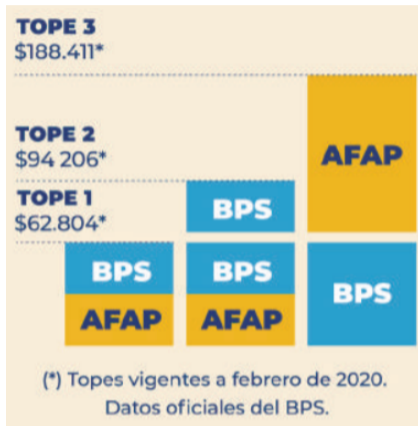 TOPE 3
$188.411*
TOPE 2
$94 206*
AFAP
TOPE 1
$62.804*
BPS
BPS
BPS
BPS
AFAP
AFAP
(*) Topes vigentes a febrero de 2020.
Datos oficiales del BPS.